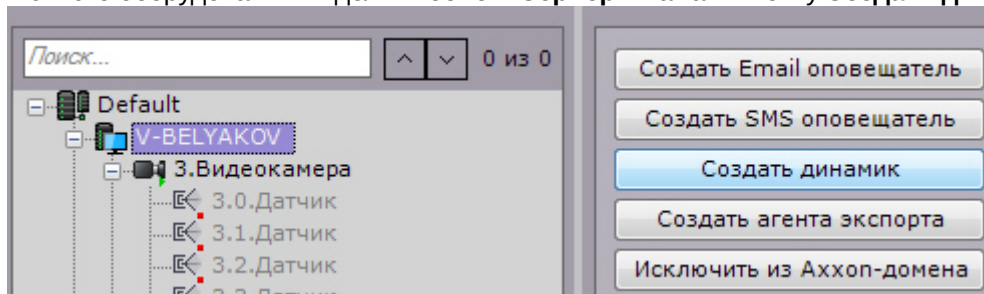 Поиск...
0 из 0
Default
V-BELYAKOV
3.Видеокамера
3.0.Датчик
3.1.Датчик
3.2.Датчик
Создать Email оповещатель
Создать SMS оповещатель
Создать динамик
Создать агента экспорта
Исключить из Axxon-домена